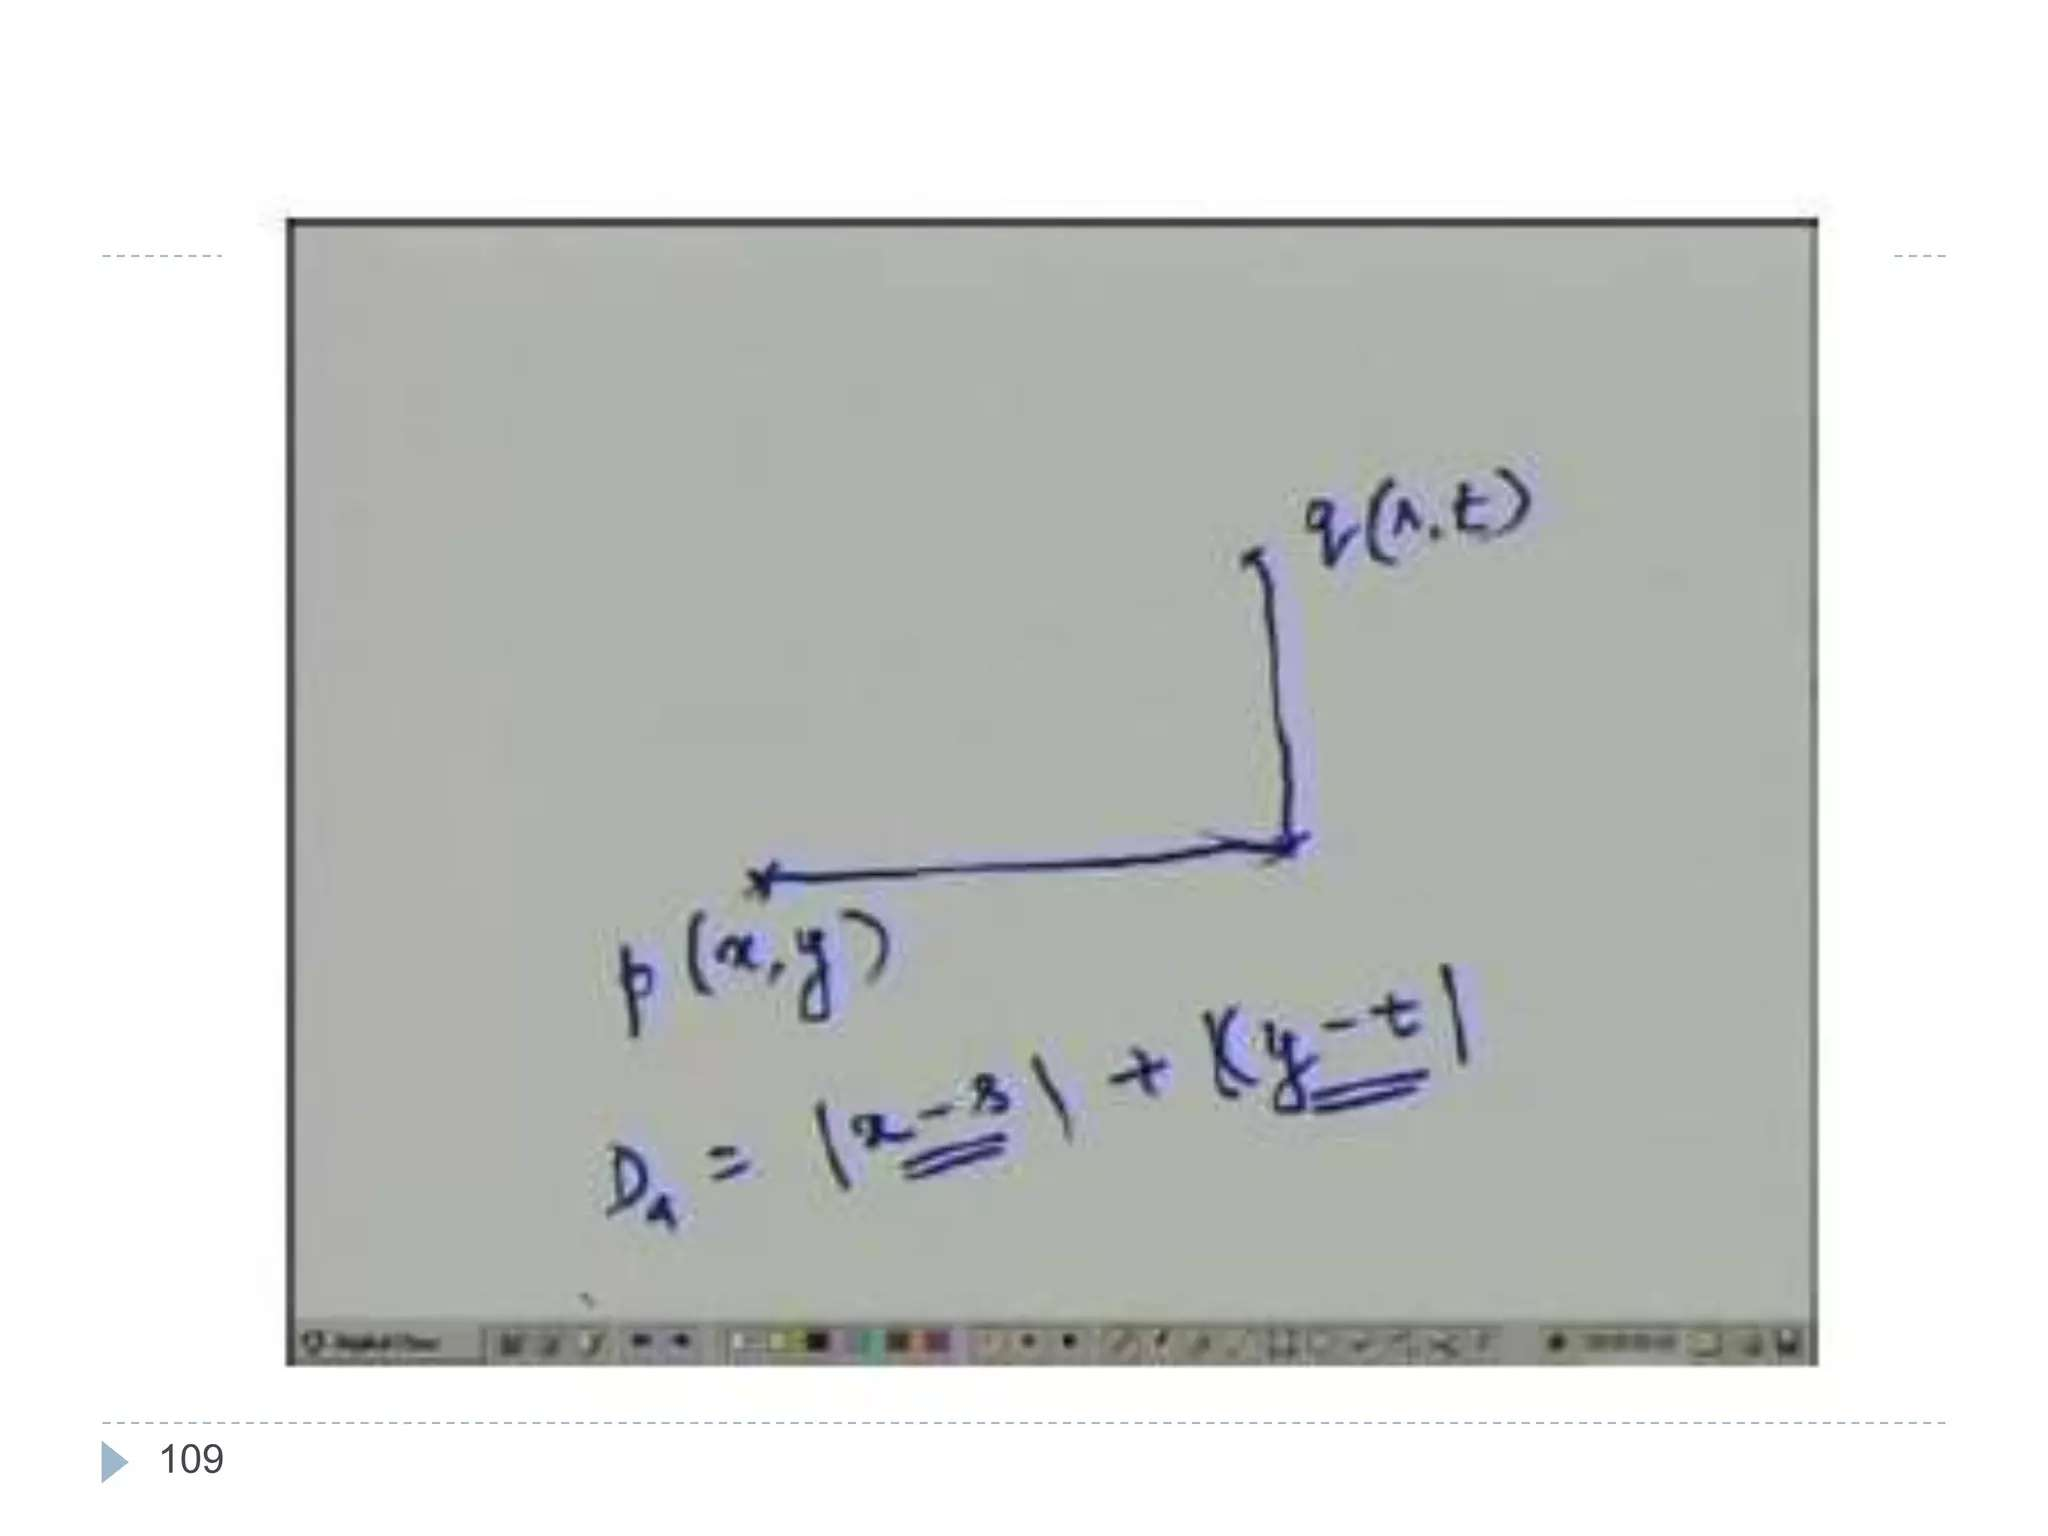 q(s,t)
p(x,y)
D₄ = |x-s| + |(y-t|
109